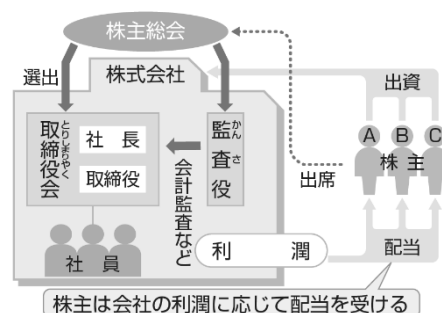 株主総会
選出
株式会社
出資
取締役会
とりしまりやく
社長
取締役
監査役
かん
さ
会計監査など
出席
A B C
株主
社員
利潤
配当
株主は会社の利潤に応じて配当を受ける